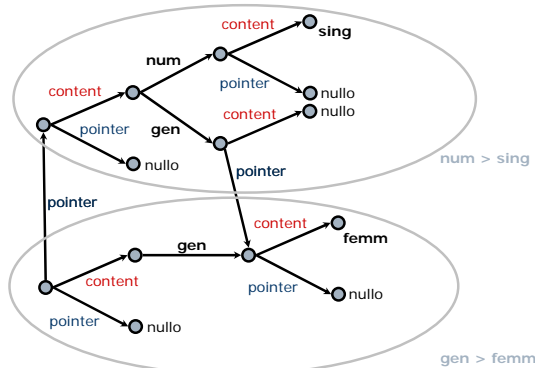 content
sing
num
content
pointer
nullo
content
nullo
pointer
gen
nullo
num > sing
pointer
pointer
content
femm
gen
content
pointer
nullo
pointer
nullo
gen > femm